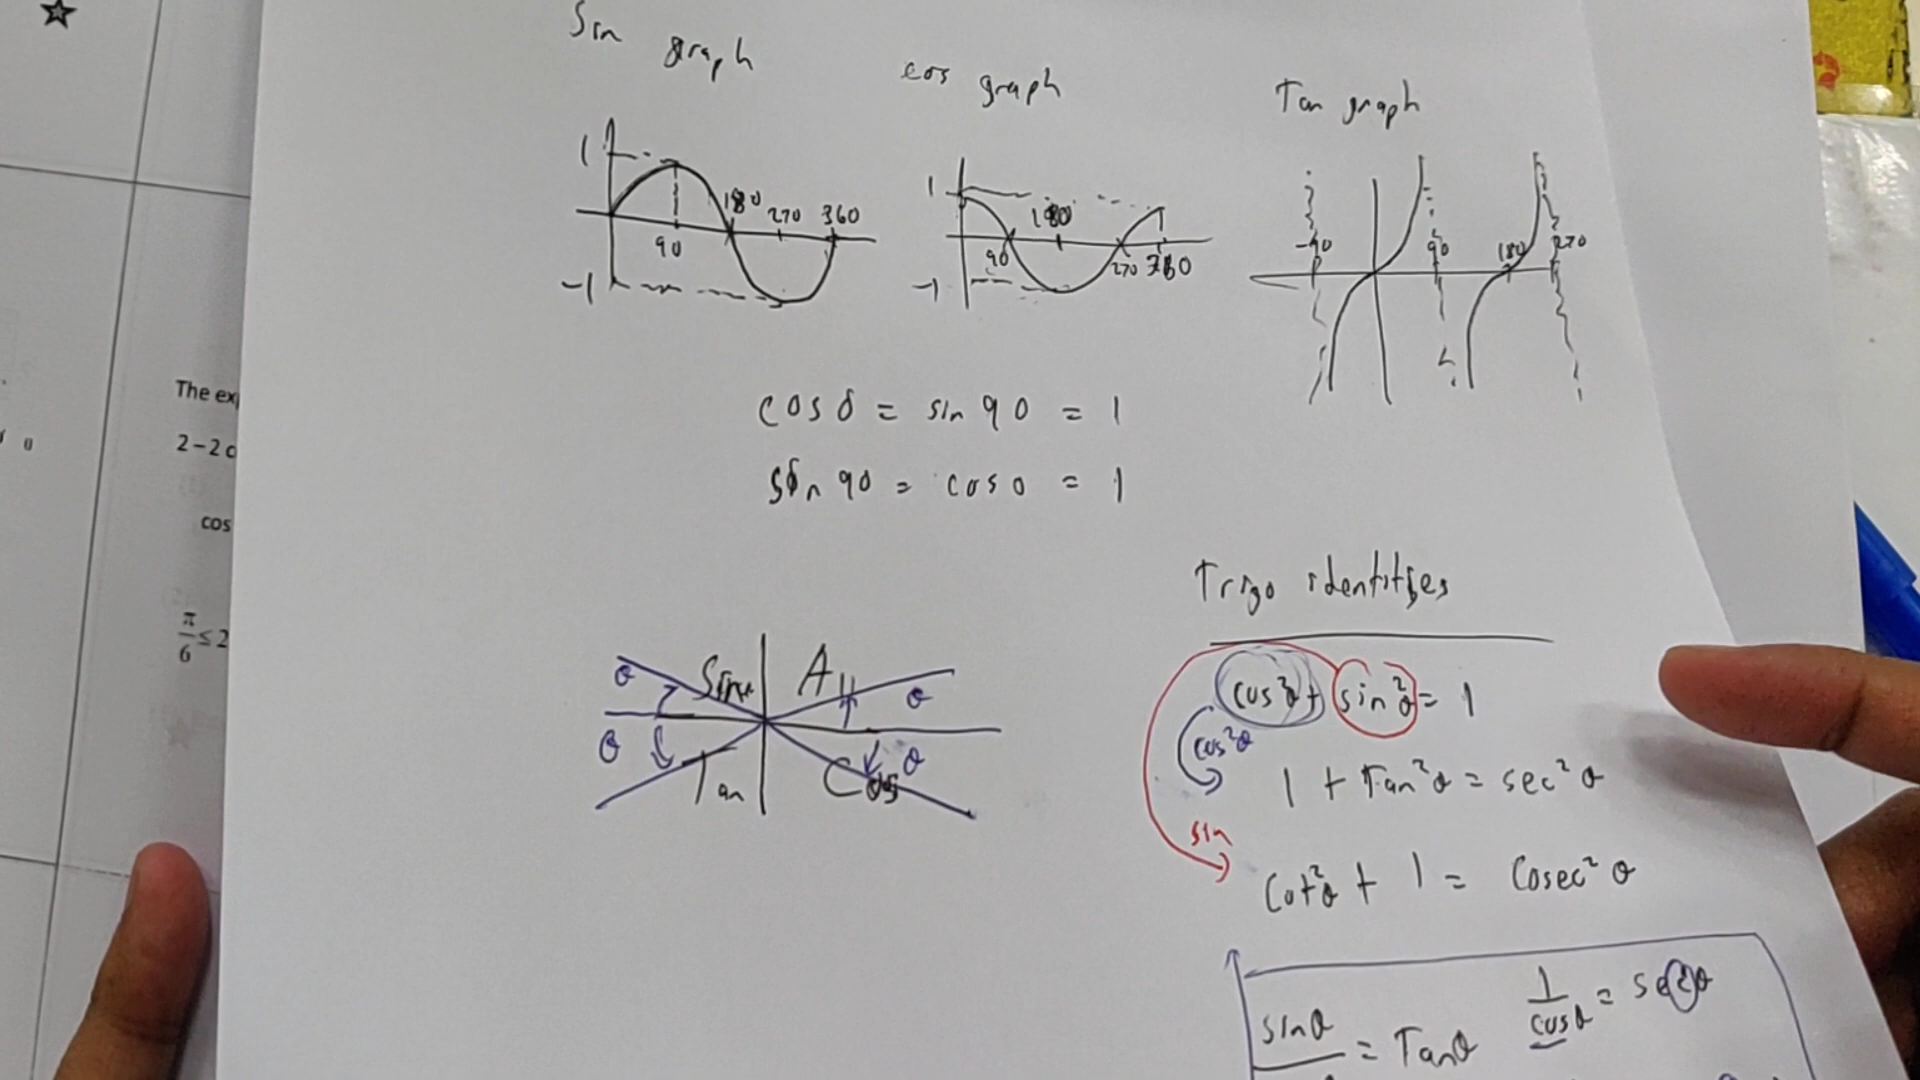 Sin graph
cos graph
Tan graph
1
180
270
360
90
-1
1
180
90
270
360
-1
-90
90
180
270
cos 0 = sin 90 = 1
sin 90 = cos 0 = 1
The ex
2 − 2 c
cos
π/6 ≤ 2
Trigo identities
θ
Sine
All
θ
θ
Tan
Cos
θ
cos²θ + sin²θ = 1
cos²θ
1 + Tan²θ = sec²θ
sin
Cot²θ + 1 = Cosec²θ
1/cosθ = secθ
sinθ
= Tanθ